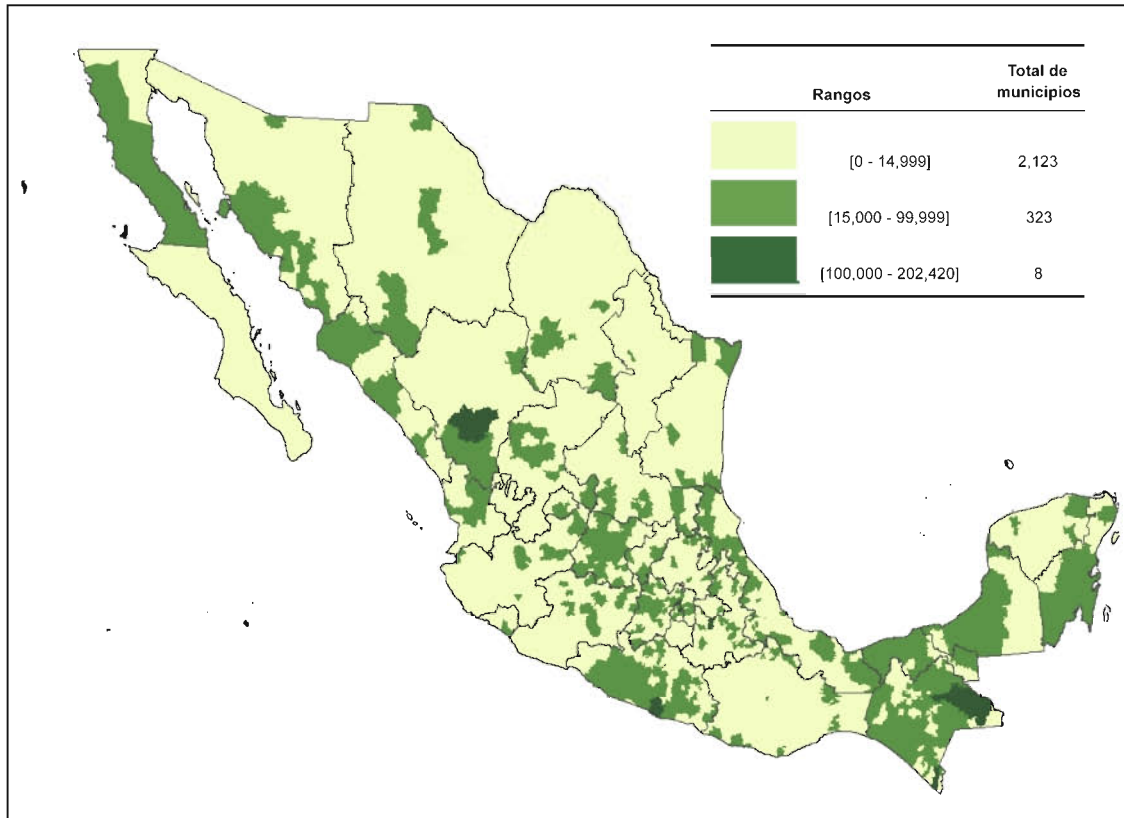 Rangos Total de municipios
[0 - 14,999] 2,123
[15,000 - 99,999] 323
[100,000 - 202,420] 8